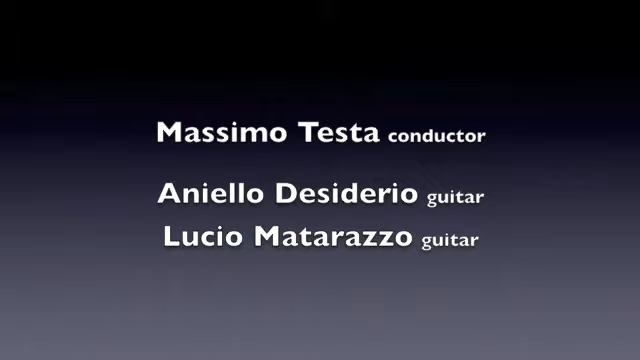 Massimo Testa conductor
Aniello Desiderio guitar
Lucio Matarazzo guitar